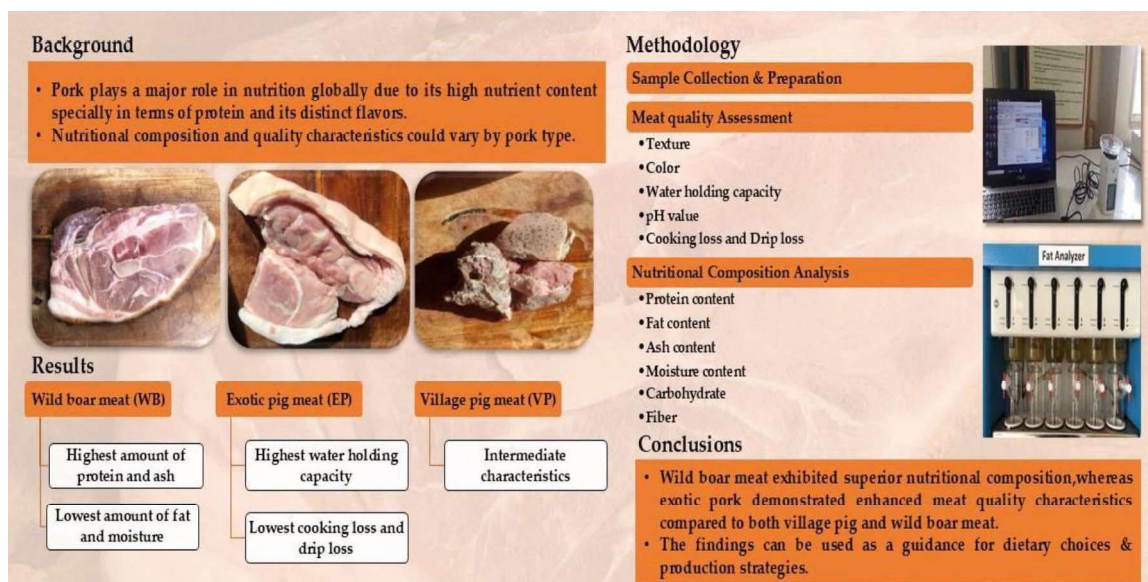 Background
• Pork plays a major role in nutrition globally due to its high nutrient content
specially in terms of protein and its distinct flavors.
• Nutritional composition and quality characteristics could vary by pork type.
Results
Wild boar meat (WB)
Highest amount of
protein and ash
Lowest amount of fat
and moisture
Exotic pig meat (EP)
Highest water holding
capacity
Lowest cooking loss and
drip loss
Village pig meat (VP)
Intermediate
characteristics
Methodology
Sample Collection & Preparation
Meat quality Assessment
•Texture
•Color
•Water holding capacity
•pH value
•Cooking loss and Drip loss
Nutritional Composition Analysis
•Protein content
•Fat content
•Ash content
•Moisture content
•Carbohydrate
•Fiber
Fat Analyzer
Conclusions
• Wild boar meat exhibited superior nutritional composition,whereas
exotic pork demonstrated enhanced meat quality characteristics
compared to both village pig and wild boar meat.
• The findings can be used as a guidance for dietary choices &
production strategies.